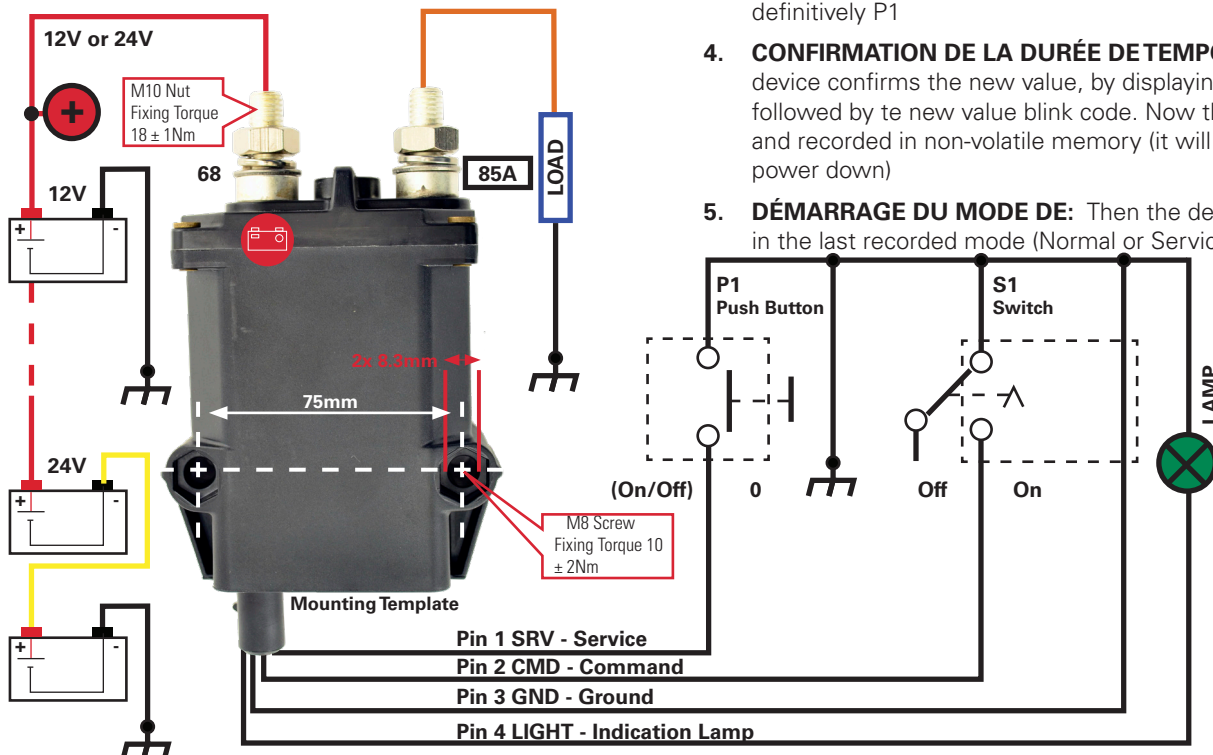 definitively P1
4. CONFIRMATION DE LA DURÉE DE TEMPO
device confirms the new value, by displayin
followed by te new value blink code. Now th
and recorded in non-volatile memory (it will
power down)
5. DÉMARRAGE DU MODE DE: Then the de
in the last recorded mode (Normal or Servic
12V or 24V
M10 Nut
Fixing Torque
18 ± 1Nm
68
85A
LOAD
12V
+ -
2x 8.3mm
75mm
24V
+ -
+ -
M8 Screw
Fixing Torque 10
± 2Nm
Mounting Template
P1
Push Button
S1
Switch
LAMP
(On/Off) 0
Off On
Pin 1 SRV - Service
Pin 2 CMD - Command
Pin 3 GND - Ground
Pin 4 LIGHT - Indication Lamp